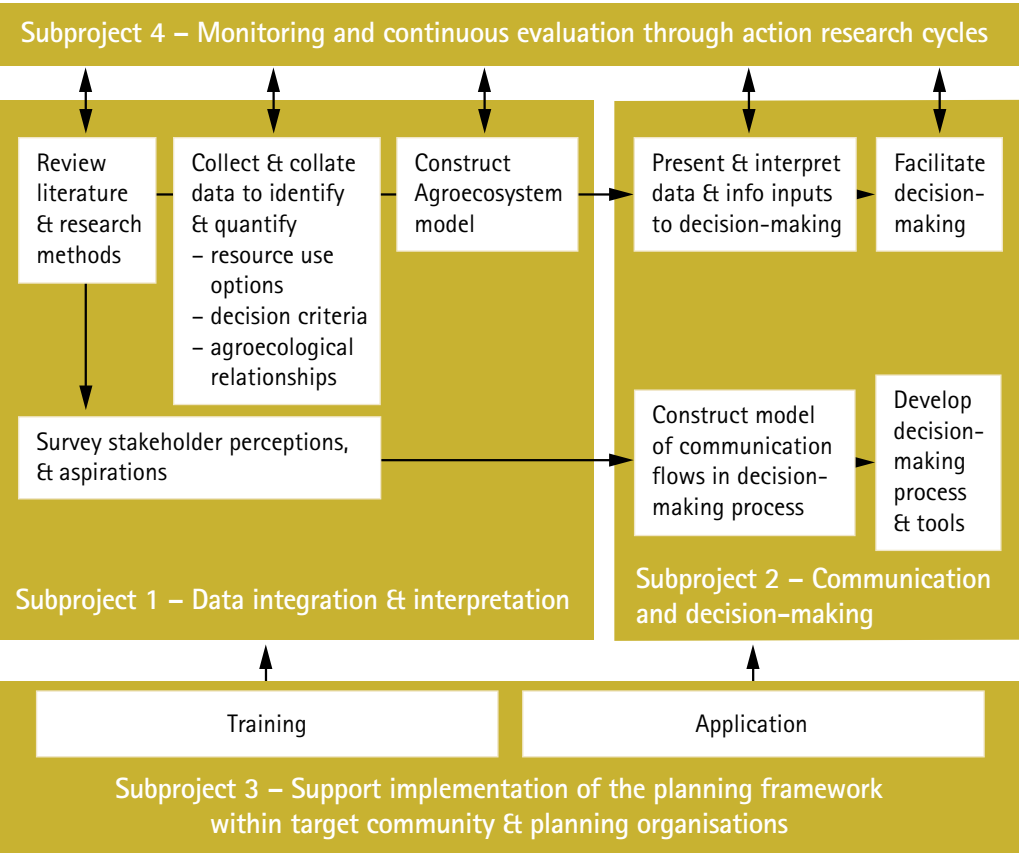 Subproject 4 – Monitoring and continuous evaluation through action research cycles
Review
literature
& research
methods
Collect & collate
data to identify
& quantify
– resource use
options
– decision criteria
– agroecological
relationships
Construct
Agroecosystem
model
Present & interpret
data & info inputs
to decision-making
Facilitate
decision-
making
Survey stakeholder perceptions,
& aspirations
Construct model
of communication
flows in decision-
making process
Develop
decision-
making
process
& tools
Subproject 1 – Data integration & interpretation
Subproject 2 – Communication
and decision-making
Training
Application
Subproject 3 – Support implementation of the planning framework
within target community & planning organisations